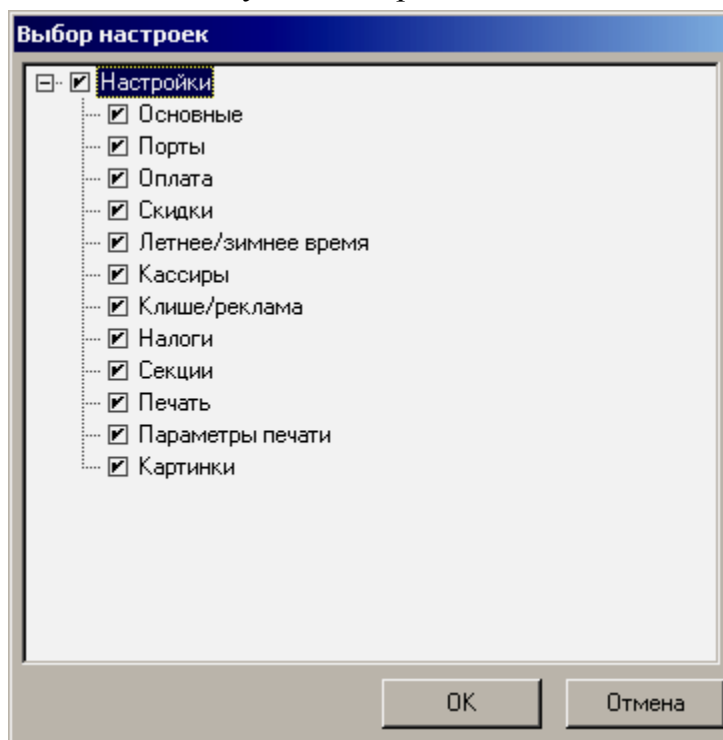 Выбор настроек
Настройки
Основные
Порты
Оплата
Скидки
Летнее/зимнее время
Кассиры
Клише/реклама
Налоги
Секции
Печать
Параметры печати
Картинки
OK Отмена